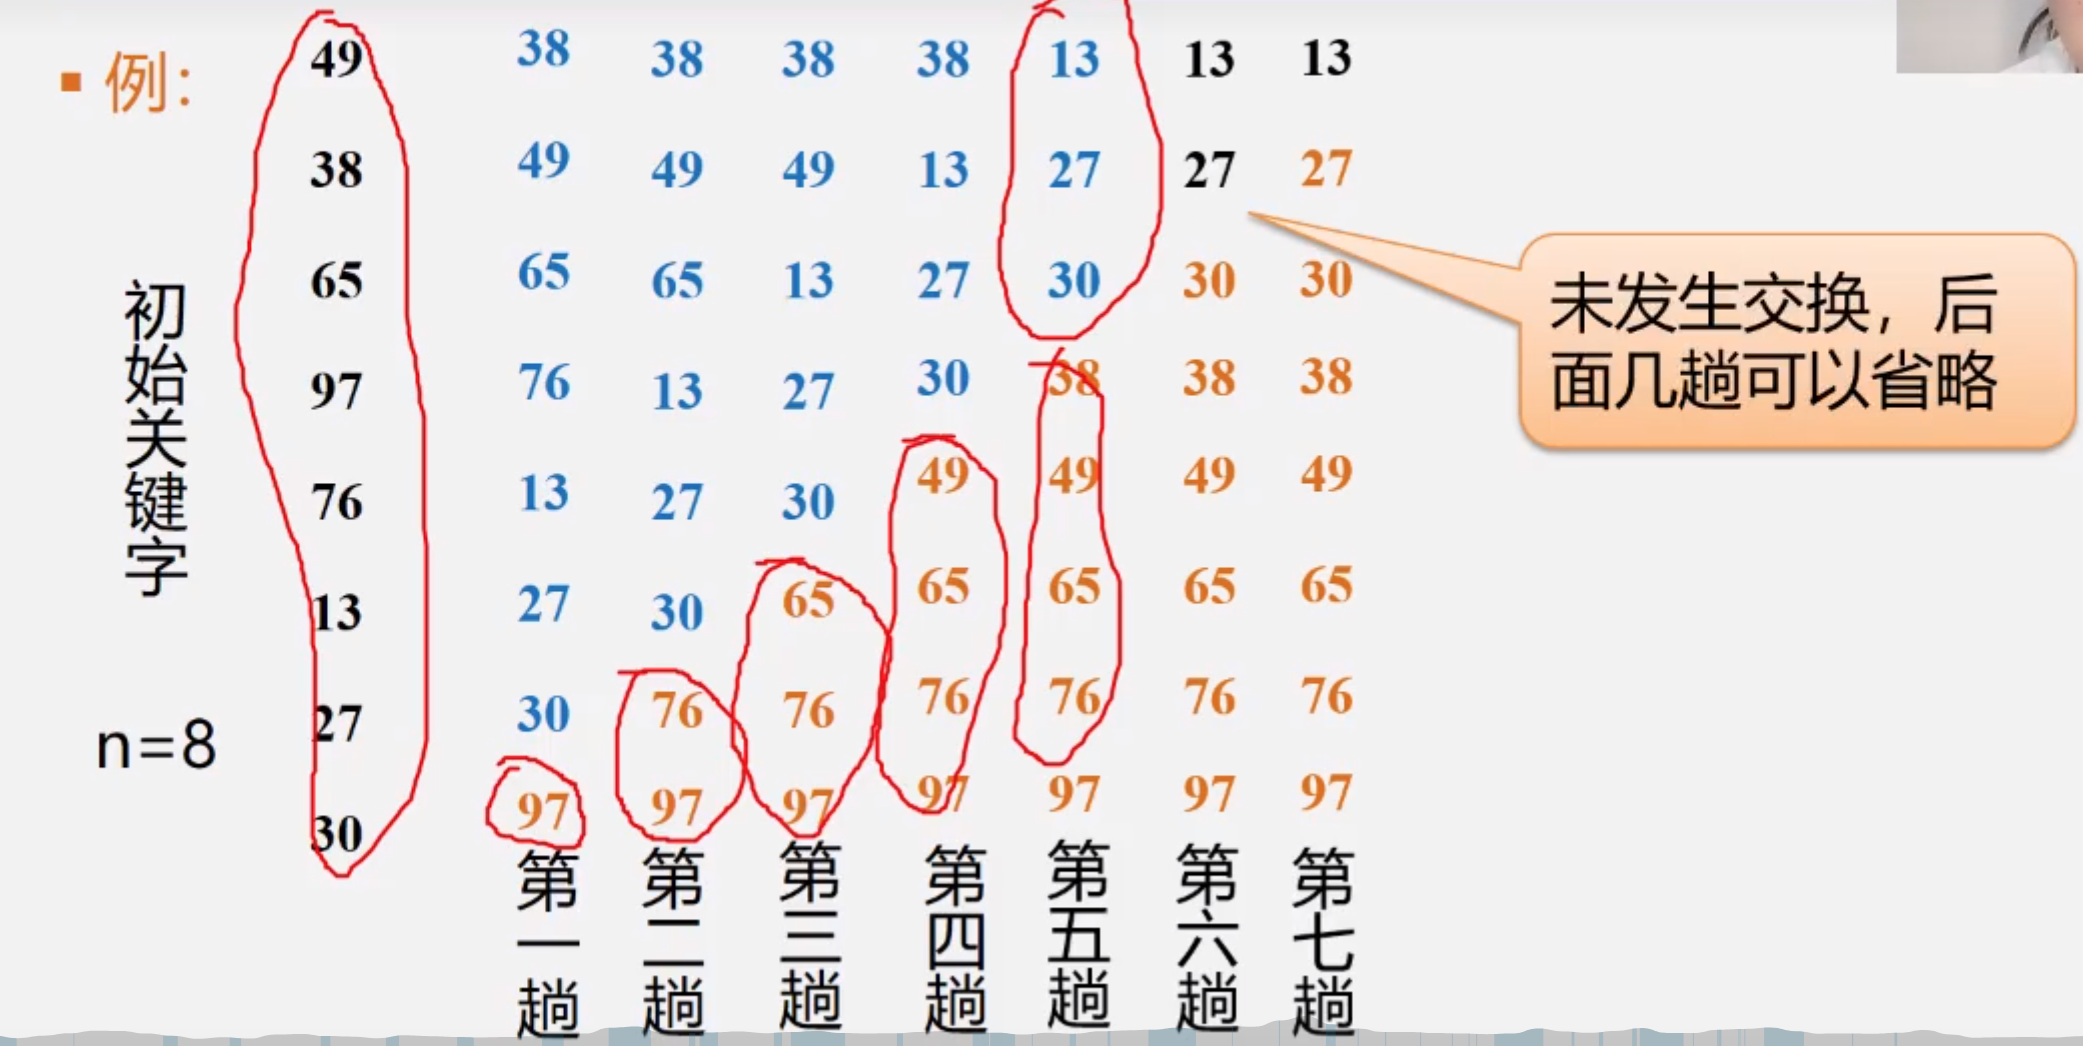 例：
初始关键字
n=8
49 38 38 38 38 13 13 13
38 49 49 49 13 27 27 27
65 65 65 13 27 30 30 30
97 76 13 27 30 38 38 38
76 13 27 30 49 49 49 49
13 27 30 65 65 65 65 65
27 30 76 76 76 76 76 76
30 97 97 97 97 97 97 97
第一趟 第二趟 第三趟 第四趟 第五趟 第六趟 第七趟
未发生交换，后
面几趟可以省略